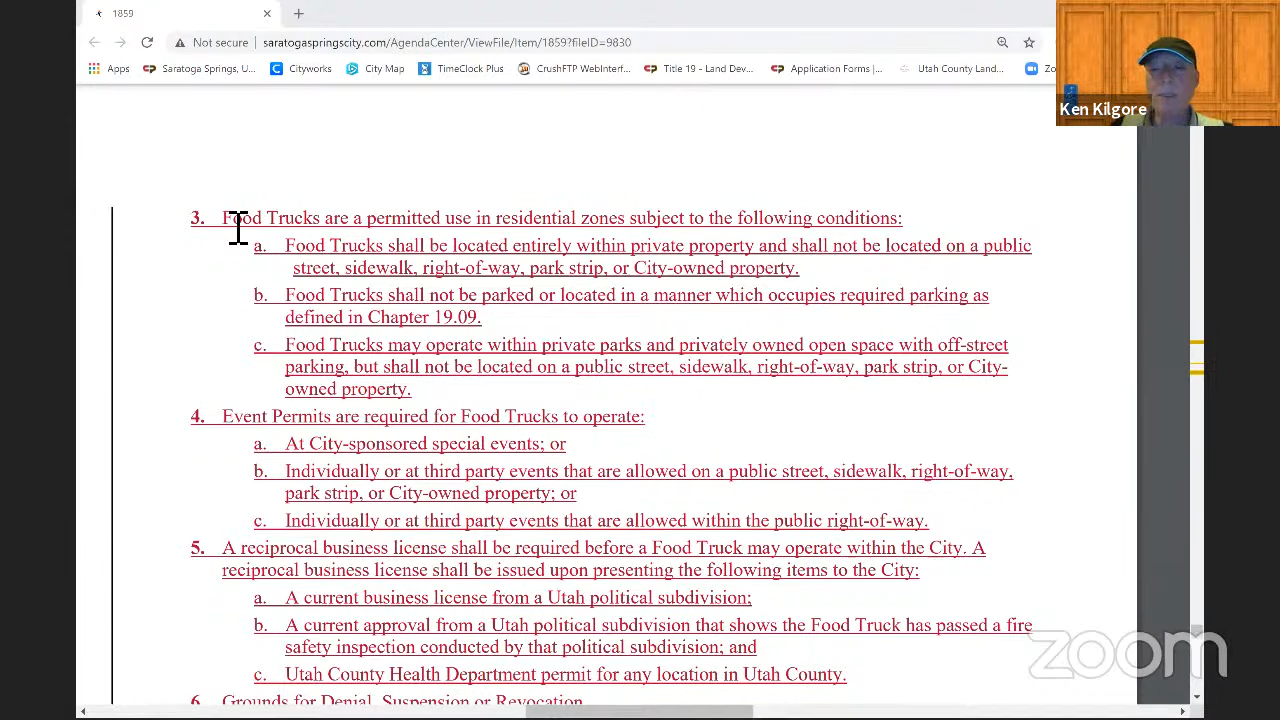 1859
Not secure | saratogaspringscity.com/AgendaCenter/ViewFile/Item/1859?fileID=9830
Apps Saratoga Springs, U... Cityworks City Map TimeClock Plus CrushFTP WebInterf... Title 19 - Land Dev... Application Forms |... Utah County Land... Zo
Ken Kilgore
3. Food Trucks are a permitted use in residential zones subject to the following conditions:
a. Food Trucks shall be located entirely within private property and shall not be located on a public
street, sidewalk, right-of-way, park strip, or City-owned property.
b. Food Trucks shall not be parked or located in a manner which occupies required parking as
defined in Chapter 19.09.
c. Food Trucks may operate within private parks and privately owned open space with off-street
parking, but shall not be located on a public street, sidewalk, right-of-way, park strip, or City-
owned property.
4. Event Permits are required for Food Trucks to operate:
a. At City-sponsored special events; or
b. Individually or at third party events that are allowed on a public street, sidewalk, right-of-way,
park strip, or City-owned property; or
c. Individually or at third party events that are allowed within the public right-of-way.
5. A reciprocal business license shall be required before a Food Truck may operate within the City. A
reciprocal business license shall be issued upon presenting the following items to the City:
a. A current business license from a Utah political subdivision;
b. A current approval from a Utah political subdivision that shows the Food Truck has passed a fire
safety inspection conducted by that political subdivision; and
c. Utah County Health Department permit for any location in Utah County.
6. Grounds for Denial, Suspension or Revocation
zoom